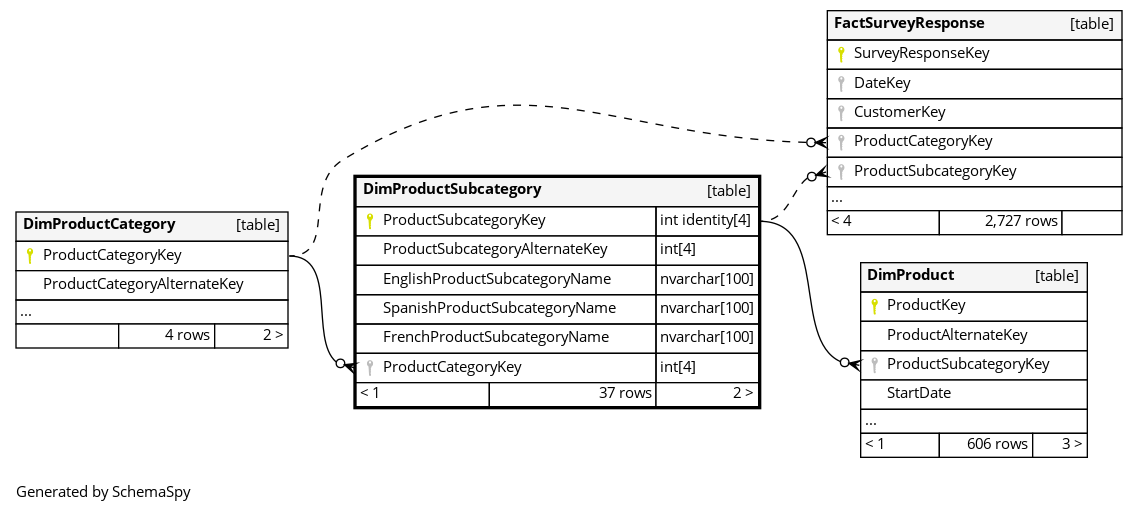 FactSurveyResponse [table]
SurveyResponseKey
DateKey
CustomerKey
ProductCategoryKey
ProductSubcategoryKey
...
< 4 2,727 rows
DimProductSubcategory [table]
ProductSubcategoryKey int identity[4]
ProductSubcategoryAlternateKey int[4]
EnglishProductSubcategoryName nvarchar[100]
SpanishProductSubcategoryName nvarchar[100]
FrenchProductSubcategoryName nvarchar[100]
ProductCategoryKey int[4]
< 1 37 rows 2 >
DimProductCategory [table]
ProductCategoryKey
ProductCategoryAlternateKey
...
4 rows 2 >
DimProduct [table]
ProductKey
ProductAlternateKey
ProductSubcategoryKey
StartDate
...
< 1 606 rows 3 >
Generated by SchemaSpy